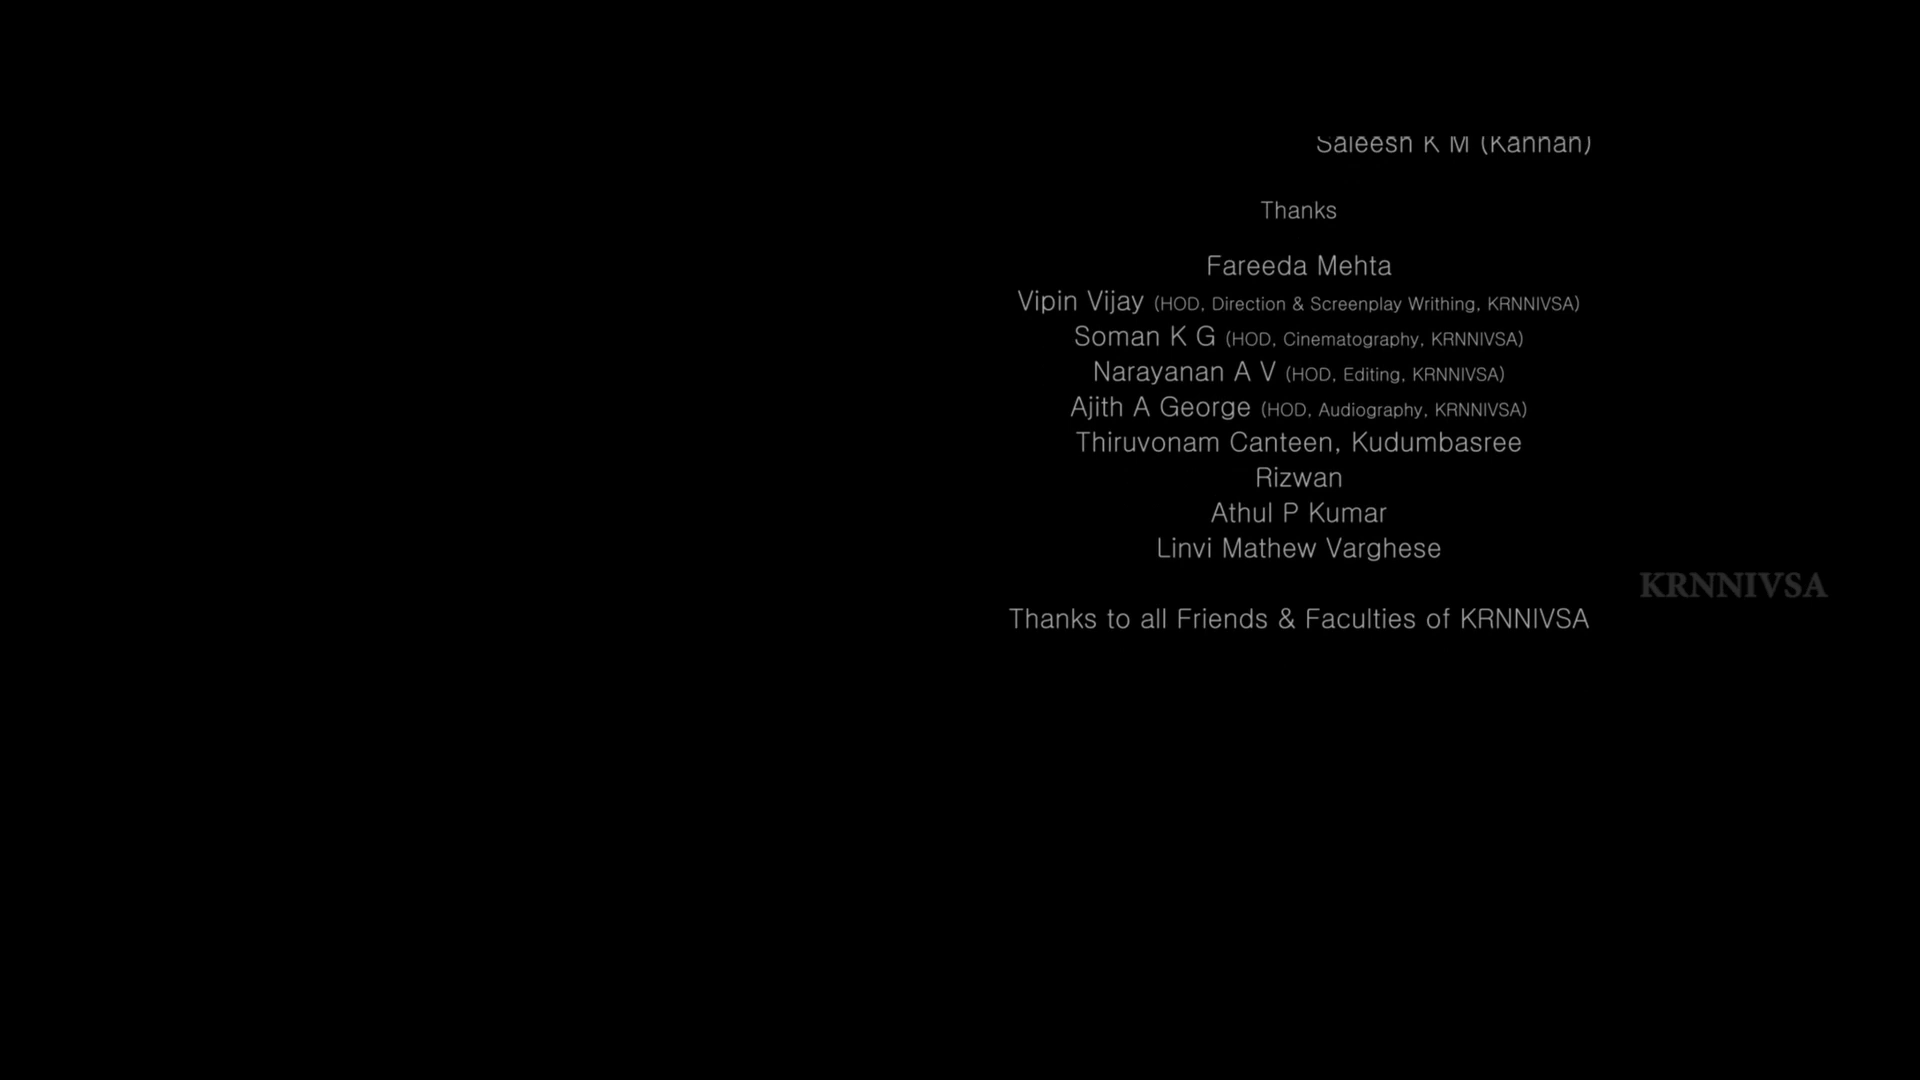 Saleesh K M (Kannan)
Thanks
Fareeda Mehta
Vipin Vijay (HOD, Direction & Screenplay Writhing, KRNNIVSA)
Soman K G (HOD, Cinematography, KRNNIVSA)
Narayanan A V (HOD, Editing, KRNNIVSA)
Ajith A George (HOD, Audiography, KRNNIVSA)
Thiruvonam Canteen, Kudumbasree
Rizwan
Athul P Kumar
Linvi Mathew Varghese
KRNNIVSA
Thanks to all Friends & Faculties of KRNNIVSA